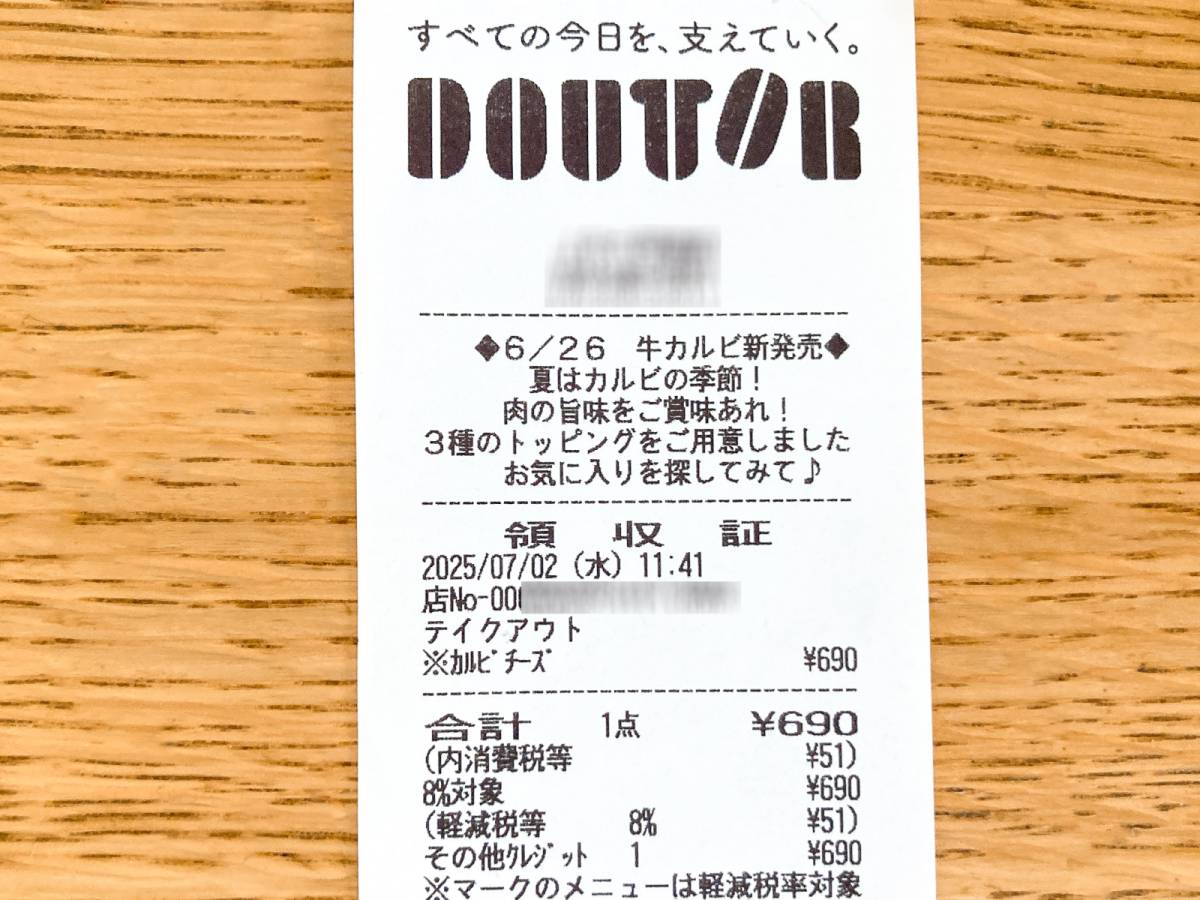 すべての今日を、支えていく。
DOUTOR
◆6/26 牛カルビ新発売◆
夏はカルビの季節!
肉の旨味をご賞味あれ!
3種のトッピングをご用意しました
お気に入りを探してみて♪
領収証
2025/07/02 (水) 11:41
店No-00
テイクアウト
※カルビチーズ ¥690
合計 1点 ¥690
(内消費税等 ¥51)
8%対象 ¥690
(軽減税等 8% ¥51)
その他クレジット 1 ¥690
※マークのメニューは軽減税率対象